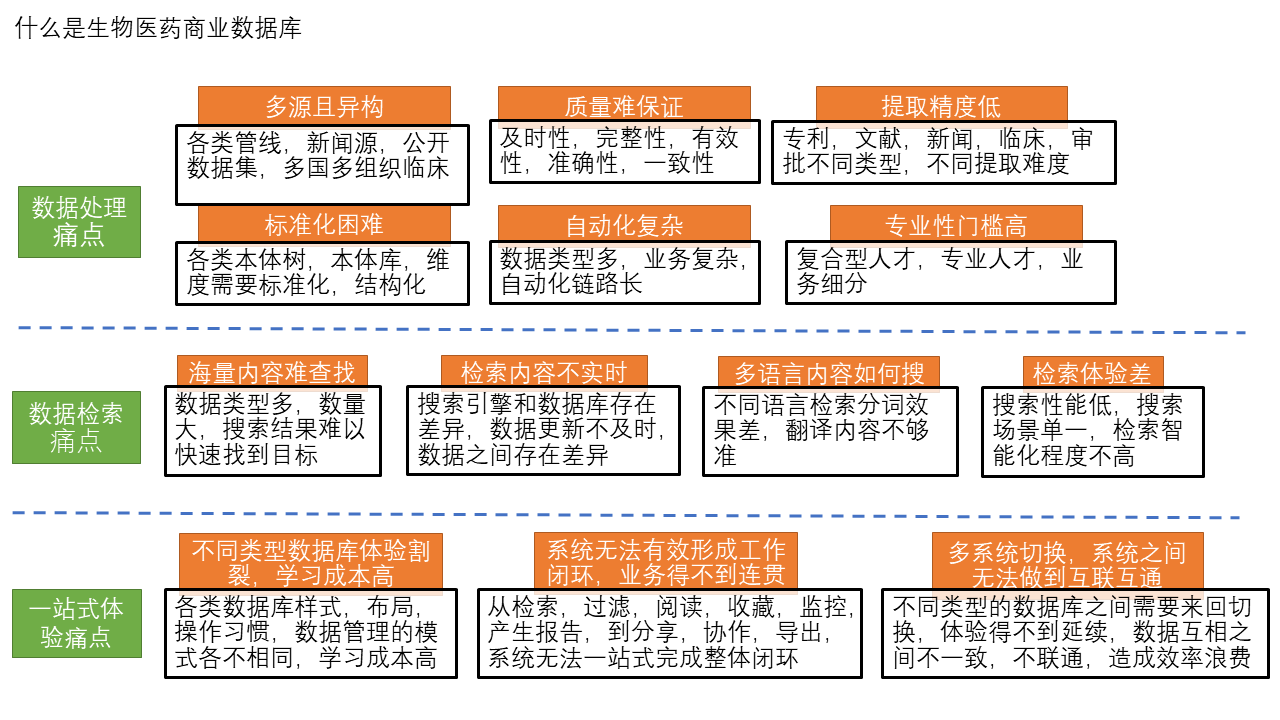 什么是生物医药商业数据库
数据处理
痛点
多源且异构
各类管线，新闻源，公开
数据集，多国多组织临床
质量难保证
及时性，完整性，有效
性，准确性，一致性
提取精度低
专利，文献，新闻，临床，审
批不同类型，不同提取难度
标准化困难
各类本体树，本体库，维
度需要标准化，结构化
自动化复杂
数据类型多，业务复杂，
自动化链路长
专业性门槛高
复合型人才，专业人才，业
务细分
数据检索
痛点
海量内容难查找
数据类型多，数量
大，搜索结果难以
快速找到目标
检索内容不实时
搜索引擎和数据库存在
差异，数据更新不及时，
数据之间存在差异
多语言内容如何搜
不同语言检索分词效
果差，翻译内容不够
准
检索体验差
搜索性能低，搜索
场景单一，检索智
能化程度不高
一站式体
验痛点
不同类型数据库体验割
裂，学习成本高
各类数据库样式，布局，
操作习惯，数据管理的模
式各不相同，学习成本高
系统无法有效形成工作
闭环，业务得不到连贯
从检索，过滤，阅读，收藏，监控，
产生报告，到分享，协作，导出，
系统无法一站式完成整体闭环
多系统切换，系统之间
无法做到互联互通
不同类型的数据库之间需要来回切
换，体验得不到延续，数据互相之
间不一致，不联通，造成效率浪费